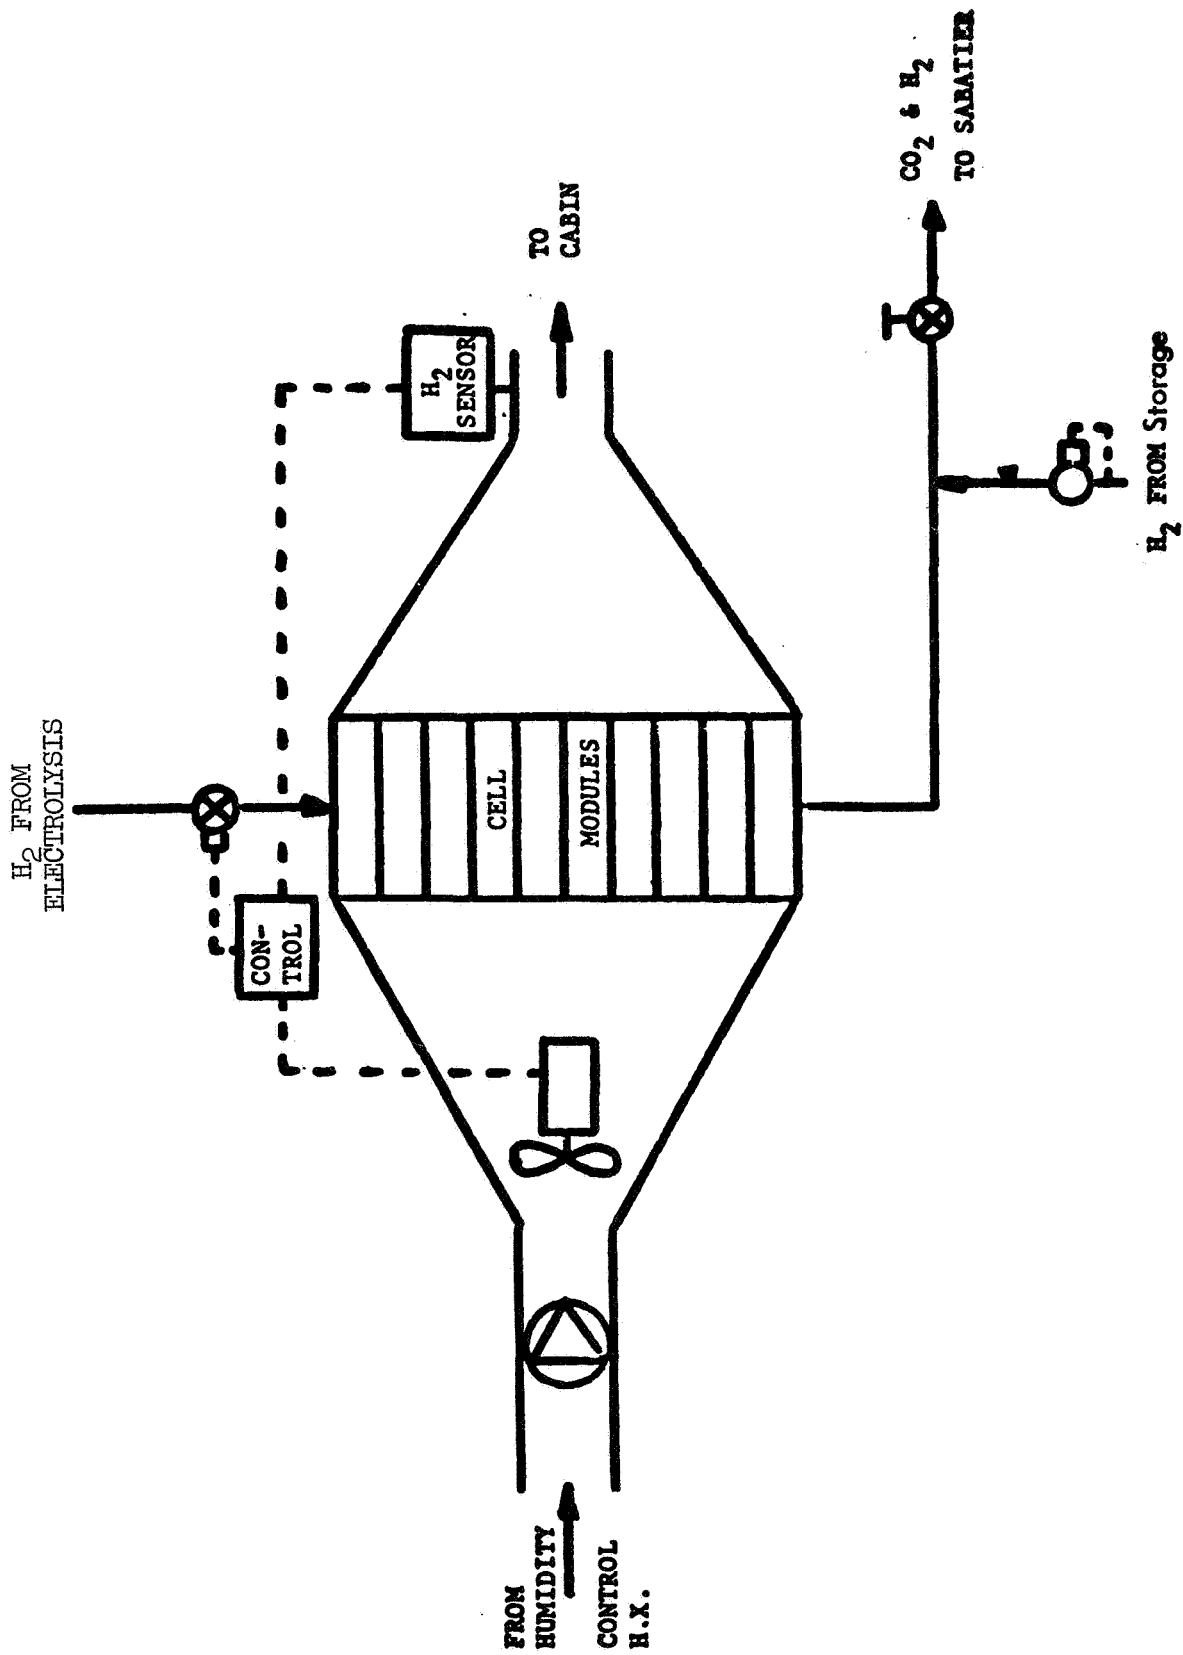 H2 FROM
ELECTROLYSIS
CON-
TROL
H2
SENSOR
TO
CABIN
CELL
MODULES
FROM
HUMIDITY
CONTROL
H.X.
CO2 & H2
TO SABATIER
H2 FROM Storage